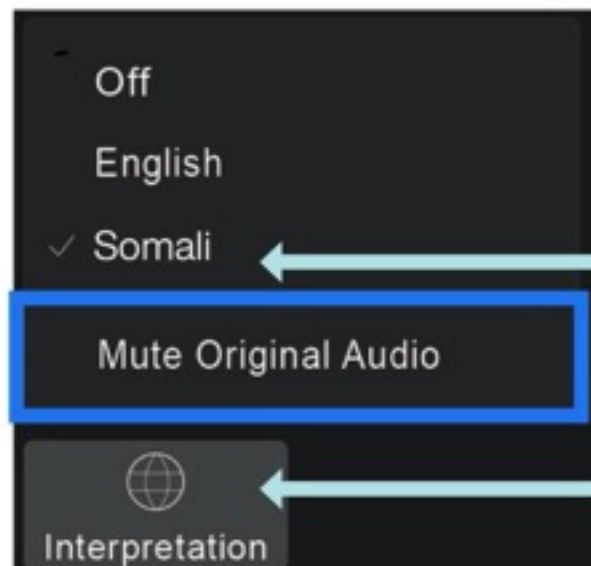 Off
English
Somali
Mute Original Audio
Interpretation